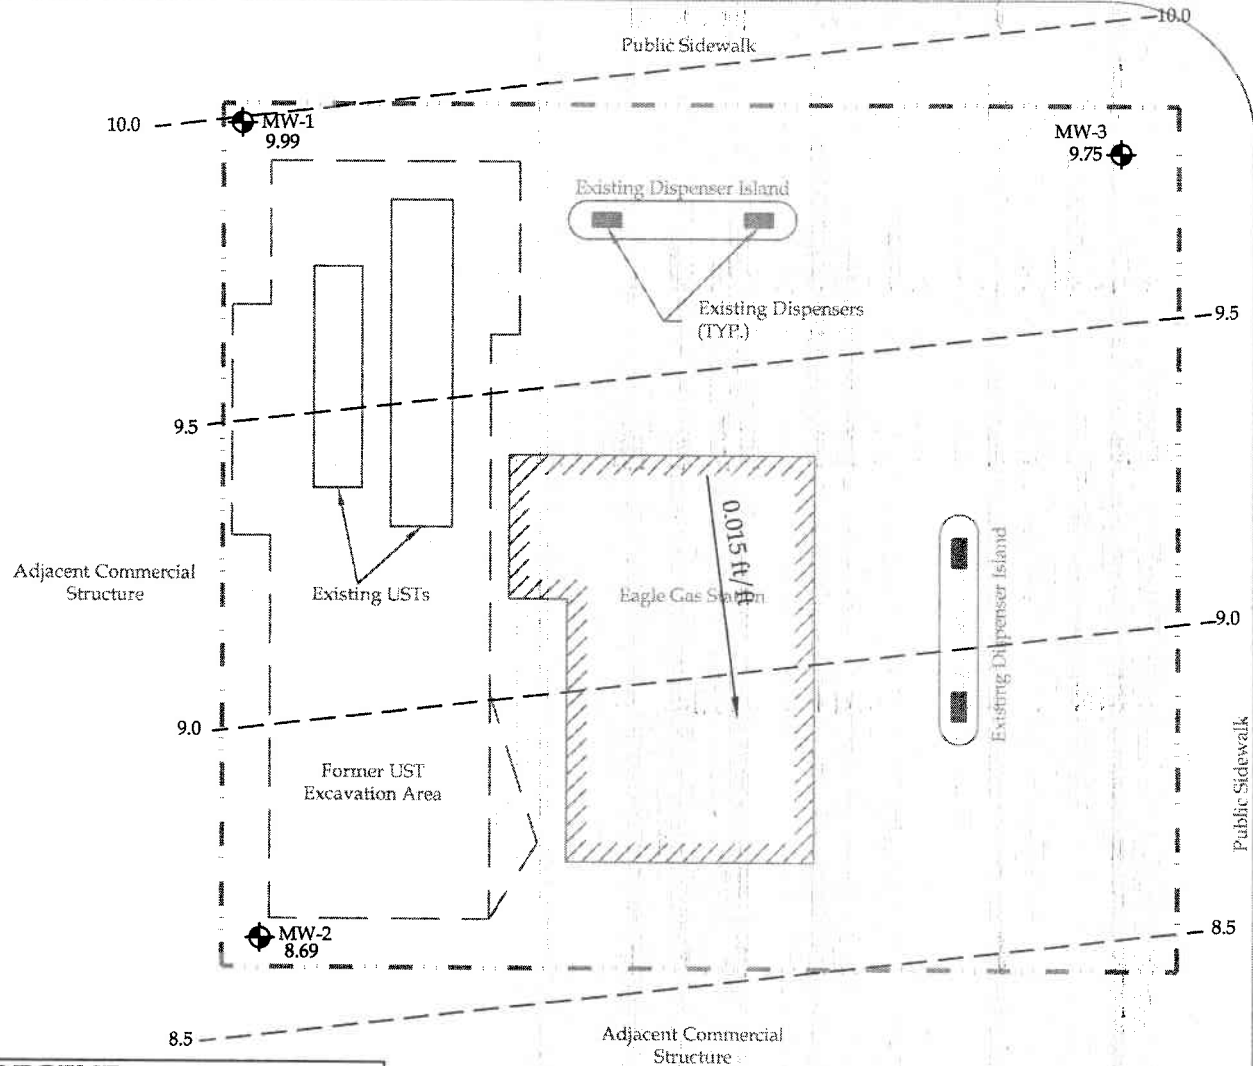 10.0
Public Sidewalk
10.0
MW-1
9.99
MW-3
9.75
Existing Dispenser Island
Existing Dispensers
(TYP.)
9.5
9.5
0.015 ft/ft
Existing Dispenser Island
Adjacent Commercial
Structure
Existing USTs
Eagle Gas Station
9.0
9.0
Former UST
Excavation Area
Public Sidewalk
MW-2
8.69
8.5
8.5
Adjacent Commercial
Structure